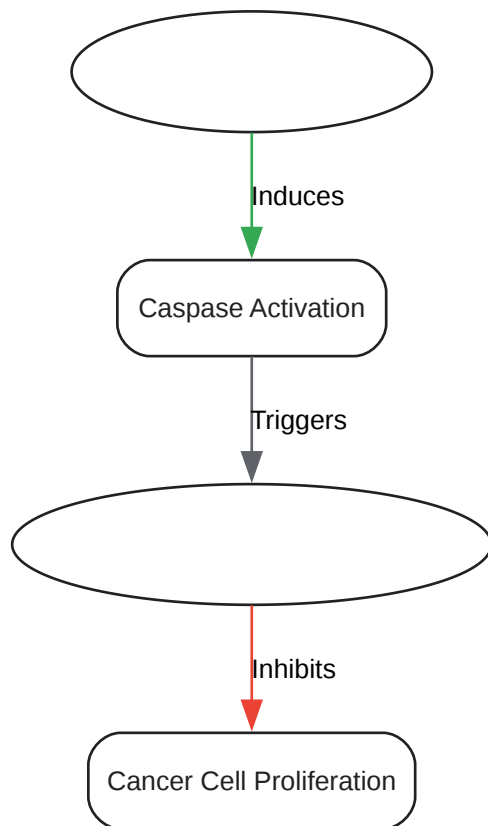 Induces
Caspase Activation
Triggers
Inhibits
Cancer Cell Proliferation